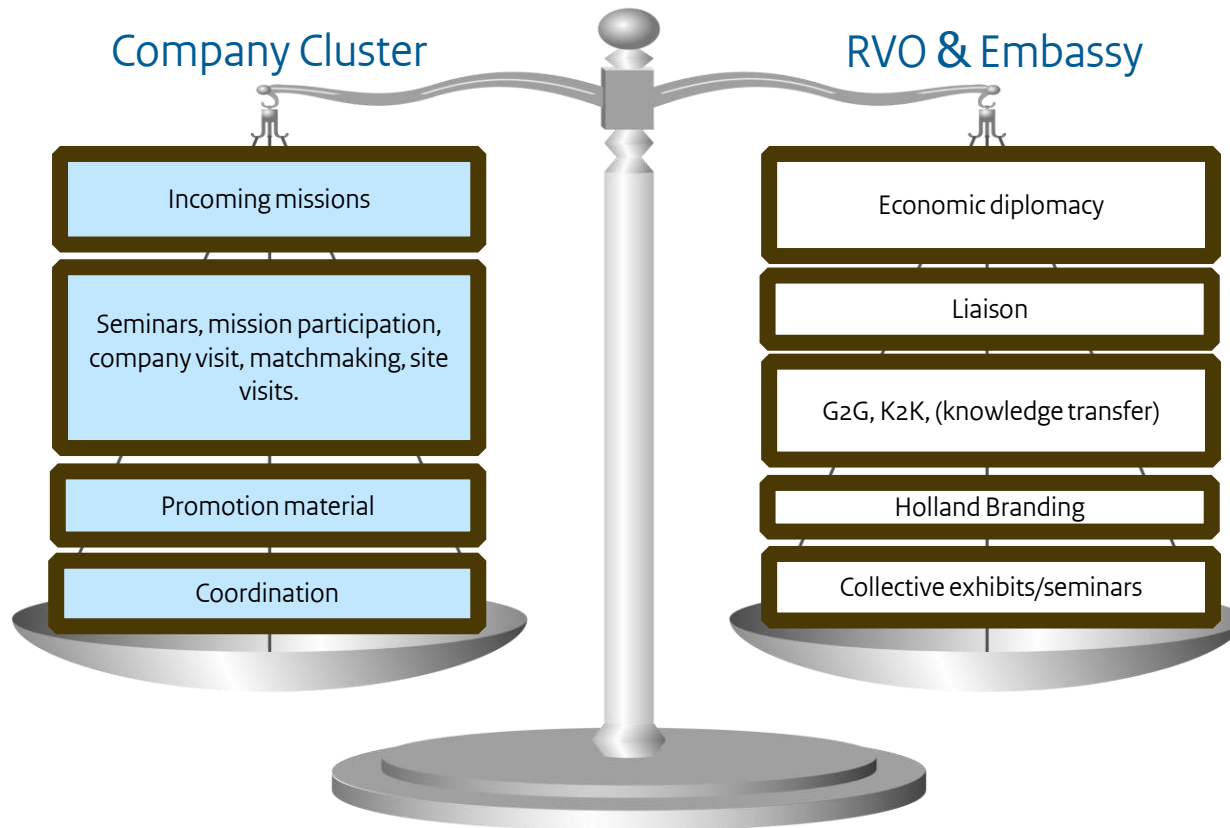 Company Cluster
Incoming missions
Seminars, mission participation,
company visit, matchmaking, site
visits.
Promotion material
Coordination
RVO & Embassy
Economic diplomacy
Liaison
G2G, K2K, (knowledge transfer)
Holland Branding
Collective exhibits/seminars